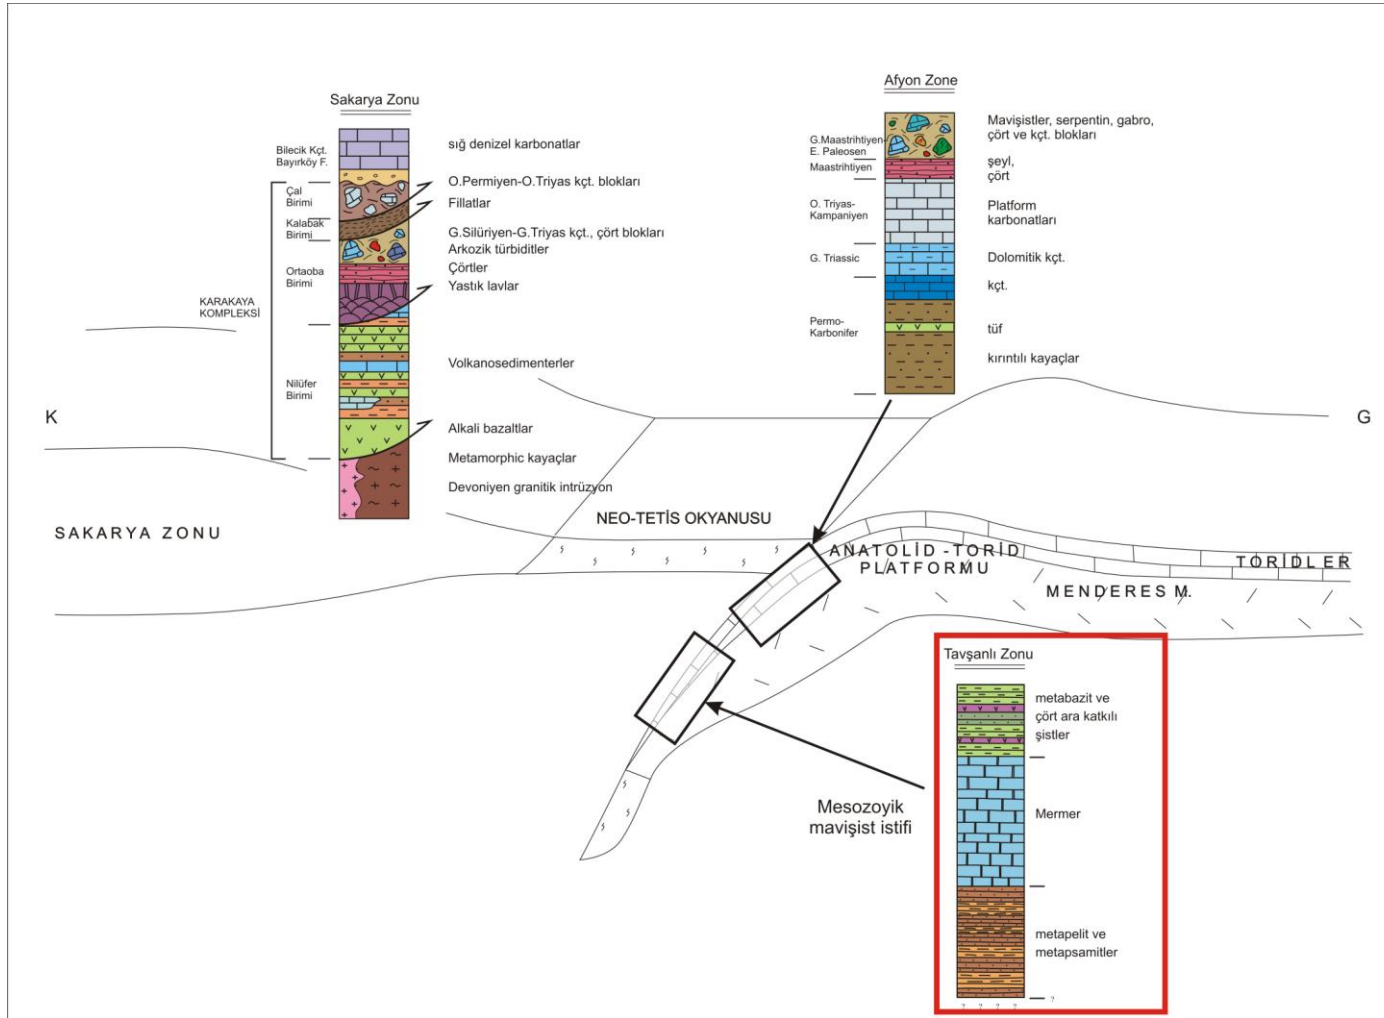 Sakarya Zonu
Bilecik Kçt.
Bayırköy F.
Çal
Birimi
Kalabak
Birimi
Ortaoba
Birimi
KARAKAYA
KOMPLEKSİ
Nilüfer
Birimi
sığ denizel karbonatlar
O.Permiyen-O.Triyas kçt. blokları
Fillatlar
G.Silüriyen-G.Triyas kçt., çört blokları
Arkozik türbiditler
Çörtler
Yastık lavlar
Volkanosedimenterler
Alkali bazaltlar
Metamorphic kayaçlar
Devoniyen granitik intrüzyon
Afyon Zone
G.Maastrihtiyen-
E. Paleosen
Maastrihtiyen
O. Triyas-
Kampaniyen
G. Triassic
Permo-
Karbonifer
Mavişistler, serpentin, gabro,
çört ve kçt. blokları
şeyl,
çört
Platform
karbonatları
Dolomitik kçt.
kçt.
tüf
kırıntılı kayaçlar
K
G
SAKARYA ZONU
NEO-TETİS OKYANUSU
ANATOLİD -TORİD
PLATFORMU
TORİDLER
MENDERES M.
Mesozoyik
mavişist istifi
Tavşanlı Zonu
metabazit ve
çört ara katkılı
şistler
Mermer
metapelit ve
metapsamitler
?
? ? ? ?